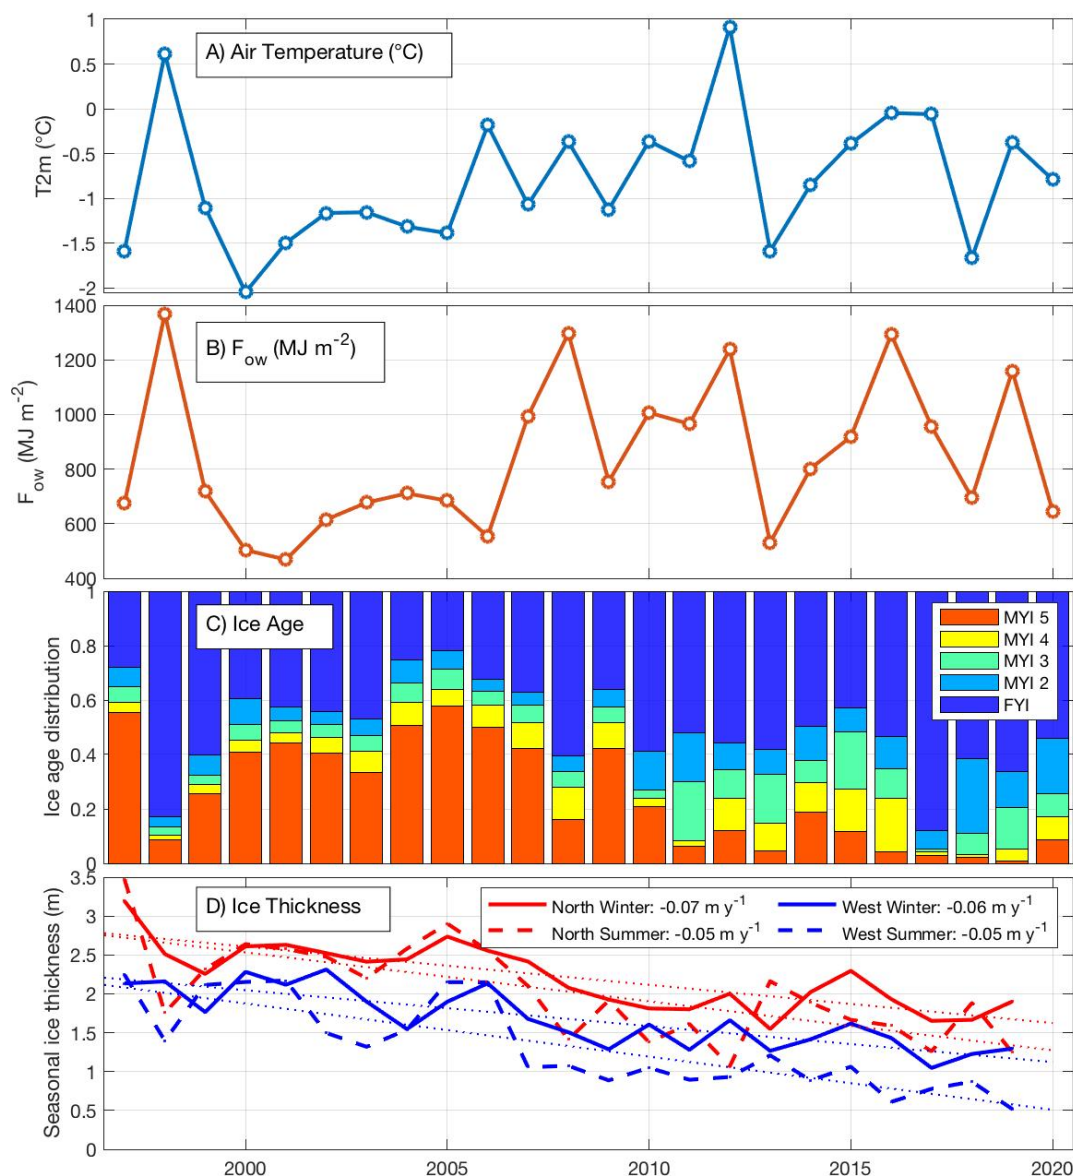 A) Air Temperature (°C)
T2m (°C)
1
0.5
0
-0.5
-1
-1.5
-2
B) F_ow (MJ m^-2)
F_ow (MJ m^-2)
1400
1200
1000
800
600
400
C) Ice Age
Ice age distribution
1
0.8
0.6
0.4
0.2
0
MYI 5
MYI 4
MYI 3
MYI 2
FYI
D) Ice Thickness
Seasonal ice thickness (m)
3.5
3
2.5
2
1.5
1
0.5
0
North Winter: -0.07 m y^-1
North Summer: -0.05 m y^-1
West Winter: -0.06 m y^-1
West Summer: -0.05 m y^-1
2000
2005
2010
2015
2020